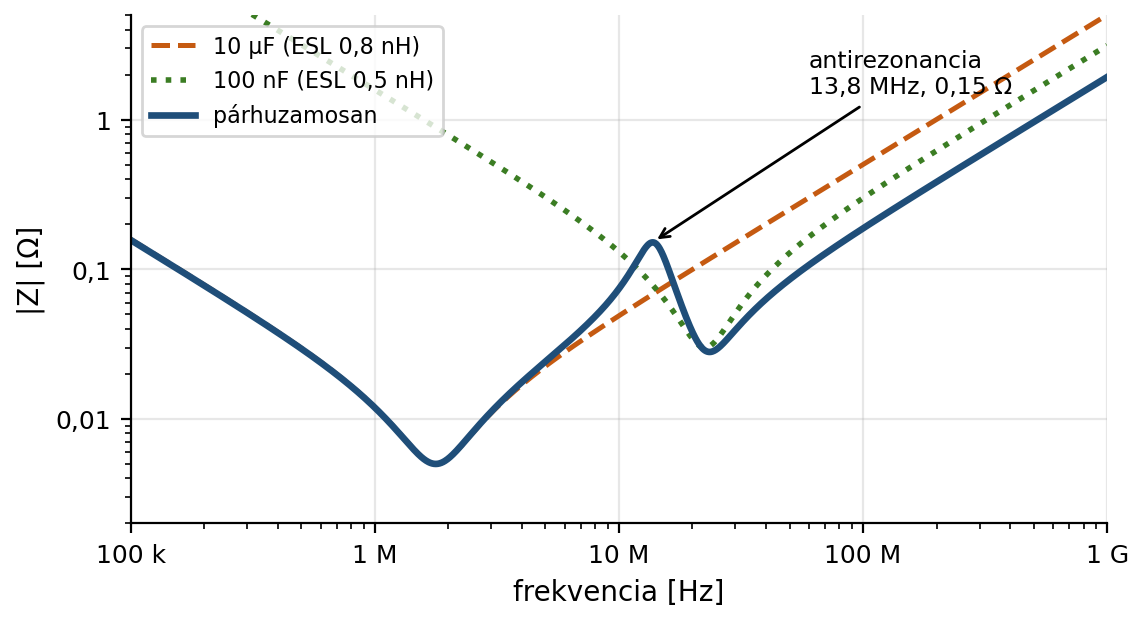 10 µF (ESL 0,8 nH)
100 nF (ESL 0,5 nH)
párhuzamosan
antirezonancia
13,8 MHz, 0,15 Ω
|Z| [Ω]
1
0,1
0,01
100 k
1 M
10 M
100 M
1 G
frekvencia [Hz]